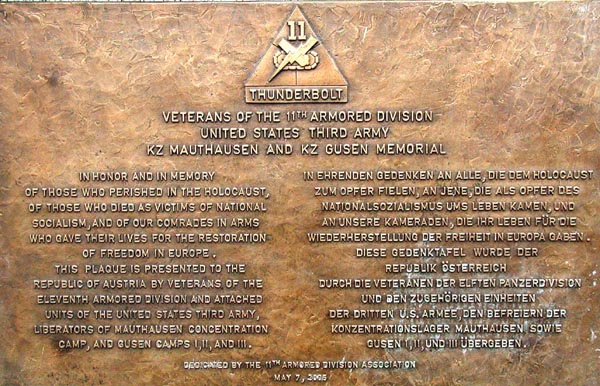 11
THUNDERBOLT
VETERANS OF THE 11TH ARMORED DIVISION
UNITED STATES THIRD ARMY
KZ MAUTHAUSEN AND KZ GUSEN MEMORIAL
IN HONOR AND IN MEMORY
OF THOSE WHO PERISHED IN THE HOLOCAUST,
OF THOSE WHO DIED AS VICTIMS OF NATIONAL
SOCIALISM, AND OF OUR COMRADES IN ARMS
WHO GAVE THEIR LIVES FOR THE RESTORATION
OF FREEDOM IN EUROPE.
THIS PLAQUE IS PRESENTED TO THE
REPUBLIC OF AUSTRIA BY VETERANS OF THE
ELEVENTH ARMORED DIVISION AND ATTACHED
UNITS OF THE UNITED STATES THIRD ARMY,
LIBERATORS OF MAUTHAUSEN CONCENTRATION
CAMP, AND GUSEN CAMPS I, II, AND III.
IN EHRENDEN GEDENKEN AN ALLE, DIE DEM HOLOCAUST
ZUM OPFER FIELEN, AN JENE, DIE ALS OPFER DES
NATIONALSOZIALISMUS UMS LEBEN KAMEN, UND
AN UNSERE KAMERADEN, DIE IHR LEBEN FÜR DIE
WIEDERHERSTELLUNG DER FREIHEIT IN EUROPA GABEN.
DIESE GEDENKTAFEL WURDE DER
REPUBLIK ÖSTERREICH
DURCH DIE VETERANEN DER ELFTEN PANZERDIVISION
UND DEN ZUGEHÖRIGEN EINHEITEN
DER DRITTEN U.S. ARMEE, DEN BEFREIERN DER
KONZENTRATIONSLAGER MAUTHAUSEN SOWIE
GUSEN I, II, UND III ÜBERGEBEN.
DEDICATED BY THE 11TH ARMORED DIVISION ASSOCIATION
MAY 7,